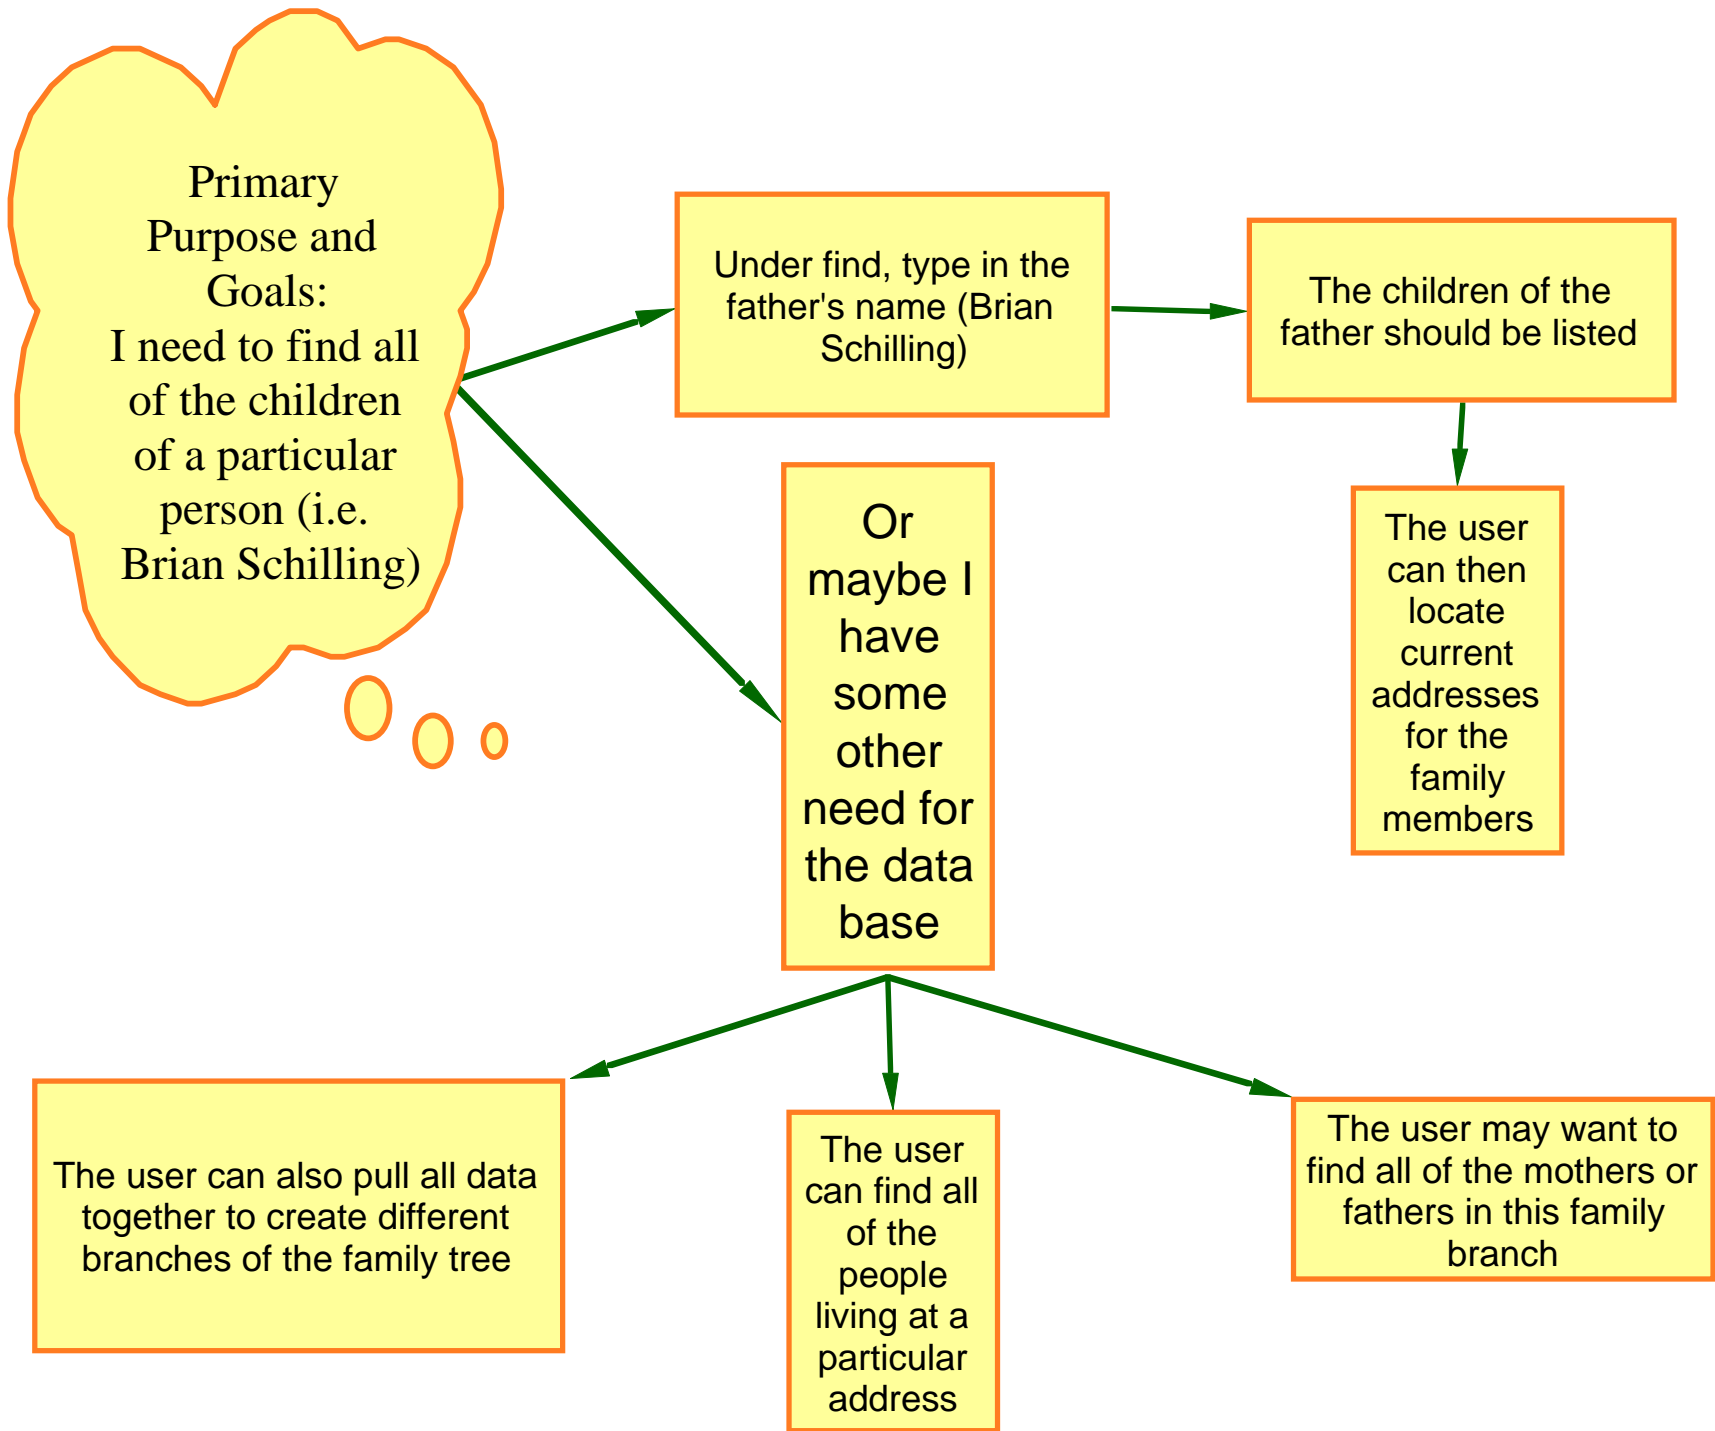 Primary
Purpose and
Goals:
I need to find all
of the children
of a particular
person (i.e.
Brian Schilling)
Under find, type in the
father's name (Brian
Schilling)
The children of the
father should be listed
The user
can then
locate
current
addresses
for the
family
members
Or
maybe I
have
some
other
need for
the data
base
The user can also pull all data
together to create different
branches of the family tree
The user
can find all
of the
people
living at a
particular
address
The user may want to
find all of the mothers or
fathers in this family
branch